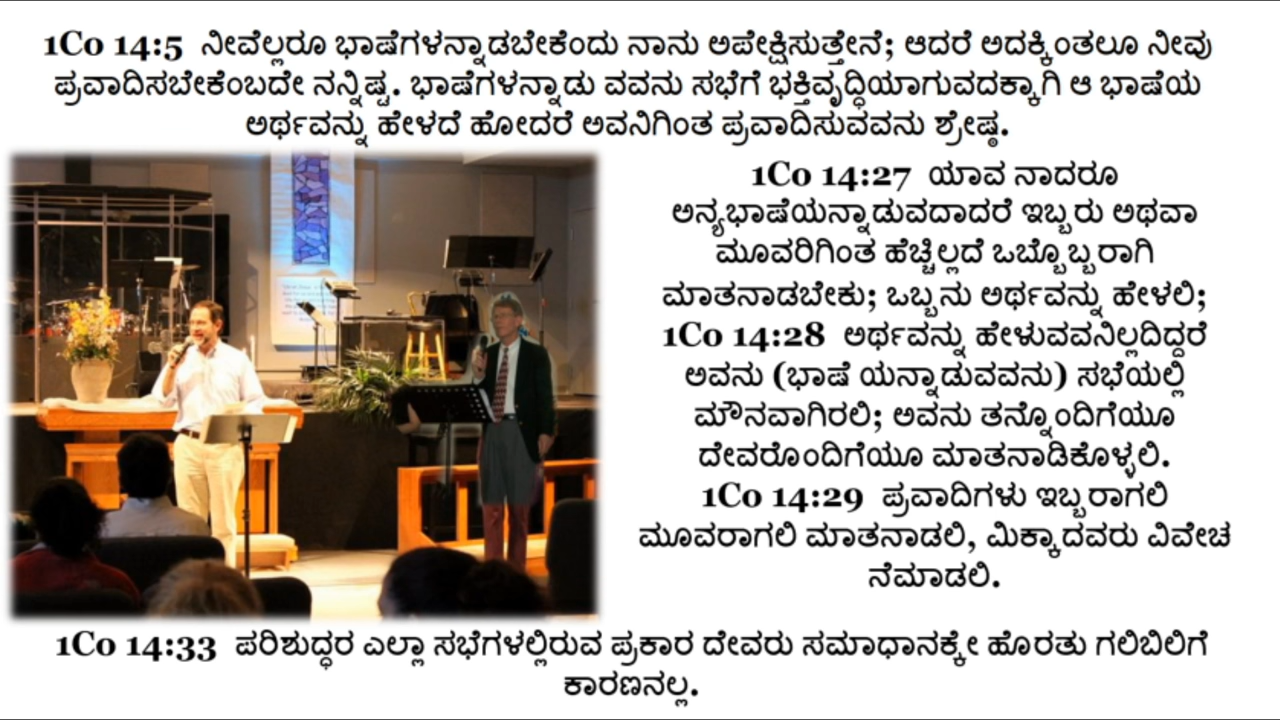 1Co 14:5 ನೀವೆಲ್ಲರೂ ಭಾಷೆಗಳನ್ನಾಡಬೇಕೆಂದು ನಾನು ಅಪೇಕ್ಷಿಸುತ್ತೇನೆ; ಆದರೆ ಅದಕ್ಕಿಂತಲೂ ನೀವು
ಪ್ರವಾದಿಸಬೇಕೆಂಬದೇ ನನ್ನಿಷ್ಟ. ಭಾಷೆಗಳನ್ನಾಡು ವವನು ಸಭೆಗೆ ಭಕ್ತಿವೃದ್ಧಿಯಾಗುವದಕ್ಕಾಗಿ ಆ ಭಾಷೆಯ
ಅರ್ಥವನ್ನು ಹೇಳದೆ ಹೋದರೆ ಅವನಿಗಿಂತ ಪ್ರವಾದಿಸುವವನು ಶ್ರೇಷ್ಠ.
1Co 14:27 ಯಾವ ನಾದರೂ
ಅನ್ಯಭಾಷೆಯನ್ನಾಡುವದಾದರೆ ಇಬ್ಬರು ಅಥವಾ
ಮೂವರಿಗಿಂತ ಹೆಚ್ಚಿಲ್ಲದೆ ಒಬ್ಬೊಬ್ಬರಾಗಿ
ಮಾತನಾಡಬೇಕು; ಒಬ್ಬನು ಅರ್ಥವನ್ನು ಹೇಳಲಿ;
1Co 14:28 ಅರ್ಥವನ್ನು ಹೇಳುವವನಿಲ್ಲದಿದ್ದರೆ
ಅವನು (ಭಾಷೆ ಯನ್ನಾಡುವವನು) ಸಭೆಯಲ್ಲಿ
ಮೌನವಾಗಿರಲಿ; ಅವನು ತನ್ನೊಂದಿಗೆಯೂ
ದೇವರೊಂದಿಗೆಯೂ ಮಾತನಾಡಿಕೊಳ್ಳಲಿ.
1Co 14:29 ಪ್ರವಾದಿಗಳು ಇಬ್ಬರಾಗಲಿ
ಮೂವರಾಗಲಿ ಮಾತನಾಡಲಿ, ಮಿಕ್ಕಾದವರು ವಿವೇಚ
ನೆಮಾಡಲಿ.
1Co 14:33 ಪರಿಶುದ್ಧರ ಎಲ್ಲಾ ಸಭೆಗಳಲ್ಲಿರುವ ಪ್ರಕಾರ ದೇವರು ಸಮಾಧಾನಕ್ಕೇ ಹೊರತು ಗಲಿಬಿಲಿಗೆ
ಕಾರಣನಲ್ಲ.